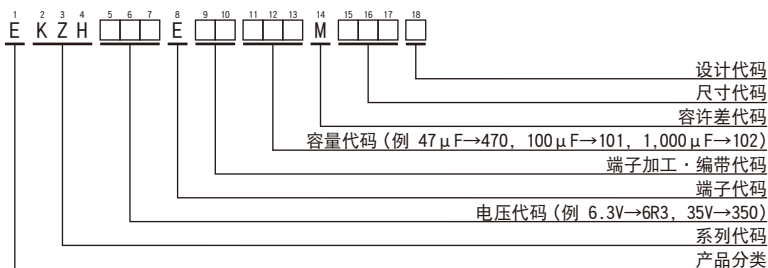 1 2 3 4 5 6 7 8 9 10 11 12 13 14 15 16 17 18
E K Z H □□□ E □□ □□□ M □□□ □
设计代码
尺寸代码
容许差代码
容量代码（例 47μF→470, 100μF→101, 1,000μF→102）
端子加工・编带代码
端子代码
电压代码（例 6.3V→6R3, 35V→350）
系列代码
产品分类